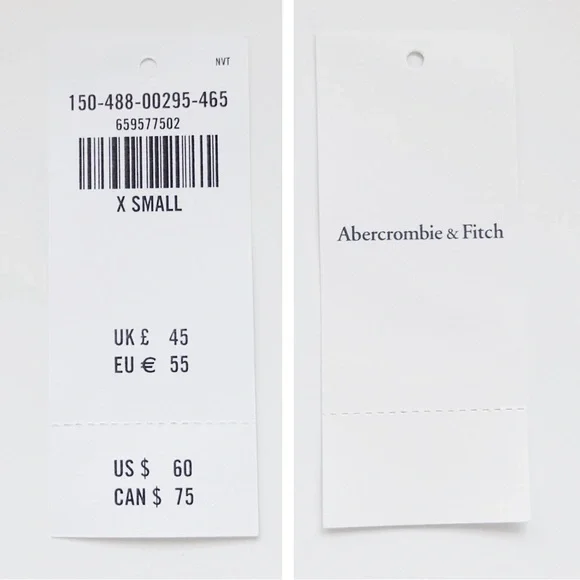 NVT
150-488-00295-465
659577502
X SMALL
UK £ 45
EU € 55
US $ 60
CAN $ 75
Abercrombie & Fitch